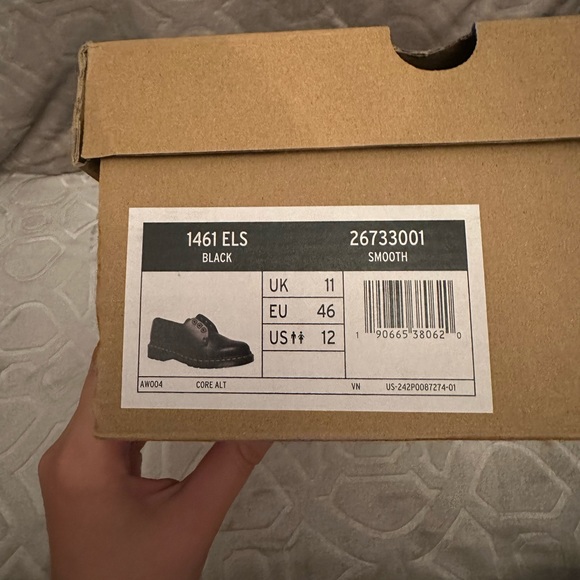 1461 ELS 26733001
BLACK SMOOTH
UK 11
EU 46
US 12
1 90665 38062 0
AW004 CORE ALT VN US-242P0087274-01